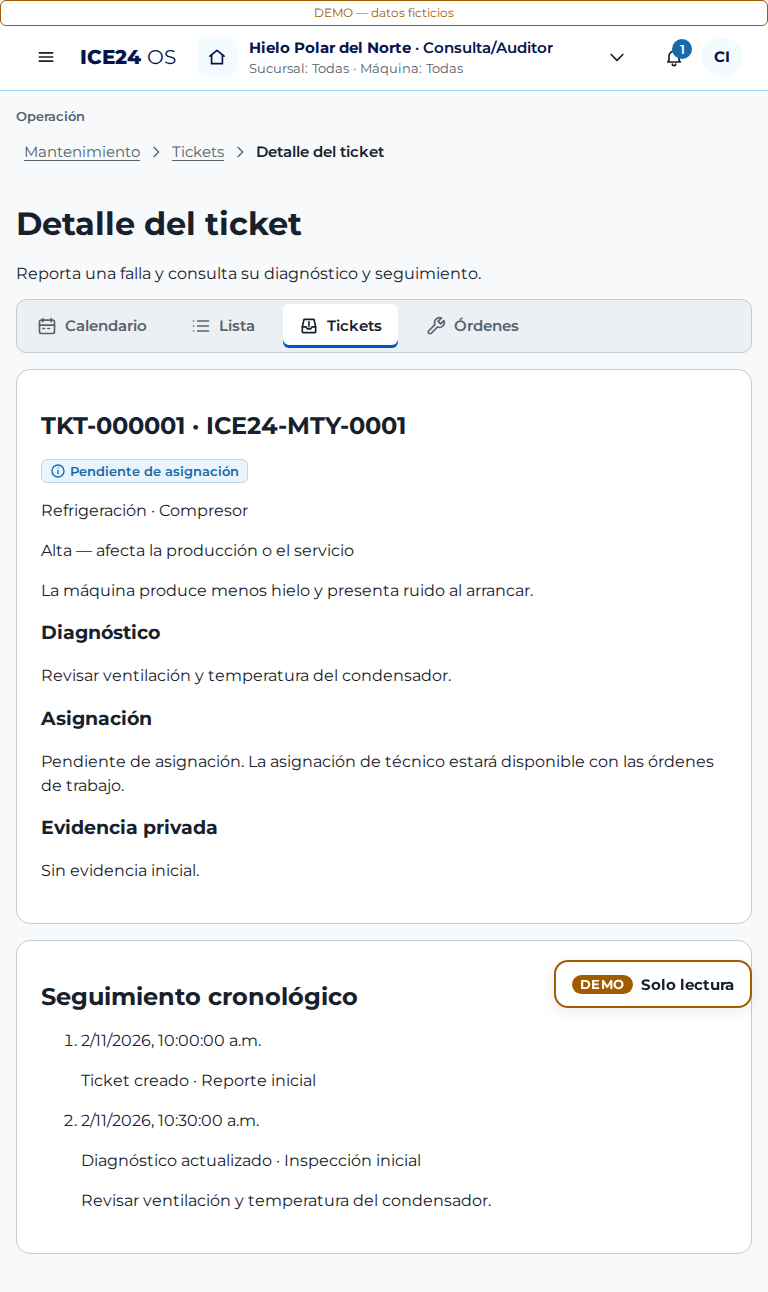 DEMO — datos ficticios
ICE24 OS
Hielo Polar del Norte · Consulta/Auditor
Sucursal: Todas · Máquina: Todas
1
CI
Operación
Mantenimiento > Tickets > Detalle del ticket
Detalle del ticket
Reporta una falla y consulta su diagnóstico y seguimiento.
Calendario Lista Tickets Órdenes
TKT-000001 · ICE24-MTY-0001
Pendiente de asignación
Refrigeración · Compresor
Alta — afecta la producción o el servicio
La máquina produce menos hielo y presenta ruido al arrancar.
Diagnóstico
Revisar ventilación y temperatura del condensador.
Asignación
Pendiente de asignación. La asignación de técnico estará disponible con las órdenes
de trabajo.
Evidencia privada
Sin evidencia inicial.
DEMO Solo lectura
Seguimiento cronológico
1. 2/11/2026, 10:00:00 a.m.
Ticket creado · Reporte inicial
2. 2/11/2026, 10:30:00 a.m.
Diagnóstico actualizado · Inspección inicial
Revisar ventilación y temperatura del condensador.